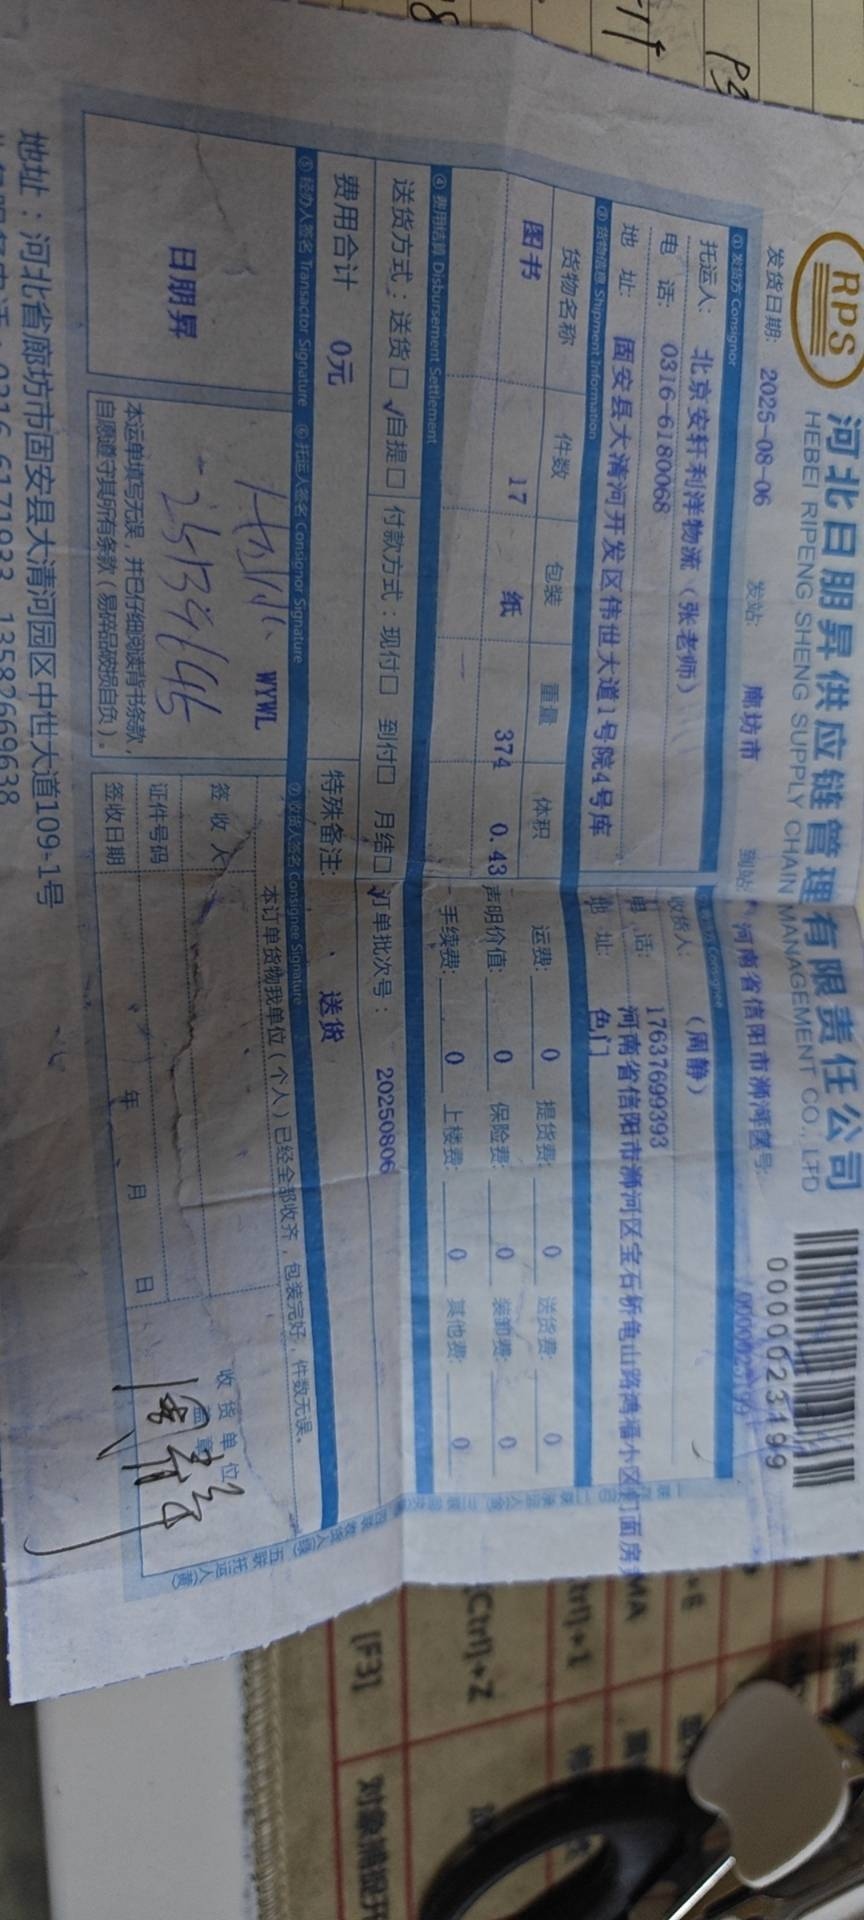 RPS
河北日朋昇供应链管理有限责任公司
HEBEI RIPENG SHENG SUPPLY CHAIN MANAGEMENT CO., LTD
00000023199
发货日期: 2025-08-06 发站: 廊坊市 到站: 河南省信阳市浉河区
① 发货方 Consignor
Consignee
托运人: 北京安轩利洋物流（张老师）
收货人: （周静）
电 话: 0316-6180068
电 话: 17637699393
地 址: 固安县大清河开发区伟世大道1号院4号库
地 址: 河南省信阳市浉河区宝石桥龟山路鸿福小区门面房
色门
③ 货物信息 Shipment Information
货物名称 件数 包装 重量 体积
图书 17 纸 374 0.43
运费: 0 提货费: 0 送货费: 0
声明价值: 0 保险费: 0 装卸费: 0
手续费: 0 上楼费: 0 其他费: 0
④ 费用结算 Disbursement Settlement
送货方式：送货□ √自提□ 付款方式：现付□ 到付□ 月结□ √订单批次号： 20250806
费用合计 0元 特殊备注: 送货
⑤ 经办人签名 Transactor Signature ⑥ 托运人签名 Consignor Signature ⑦ 收货人签名 Consignee Signature
日朋昇
WYWL
本运单填写无误，并已仔细阅读背书条款，
自愿遵守其所有条款（易碎品破损自负）。
本订单货物我单位（个人）已经全部收齐，包装完好，件数无误。
签 收 人
证件号码
签收日期 年 月 日
收 货 单 位
盖 章
周静
地址：河北省廊坊市固安县大清河园区中世大道109-1号
0316-6171933 13582669638
[F3]
[Ctrl]+Z